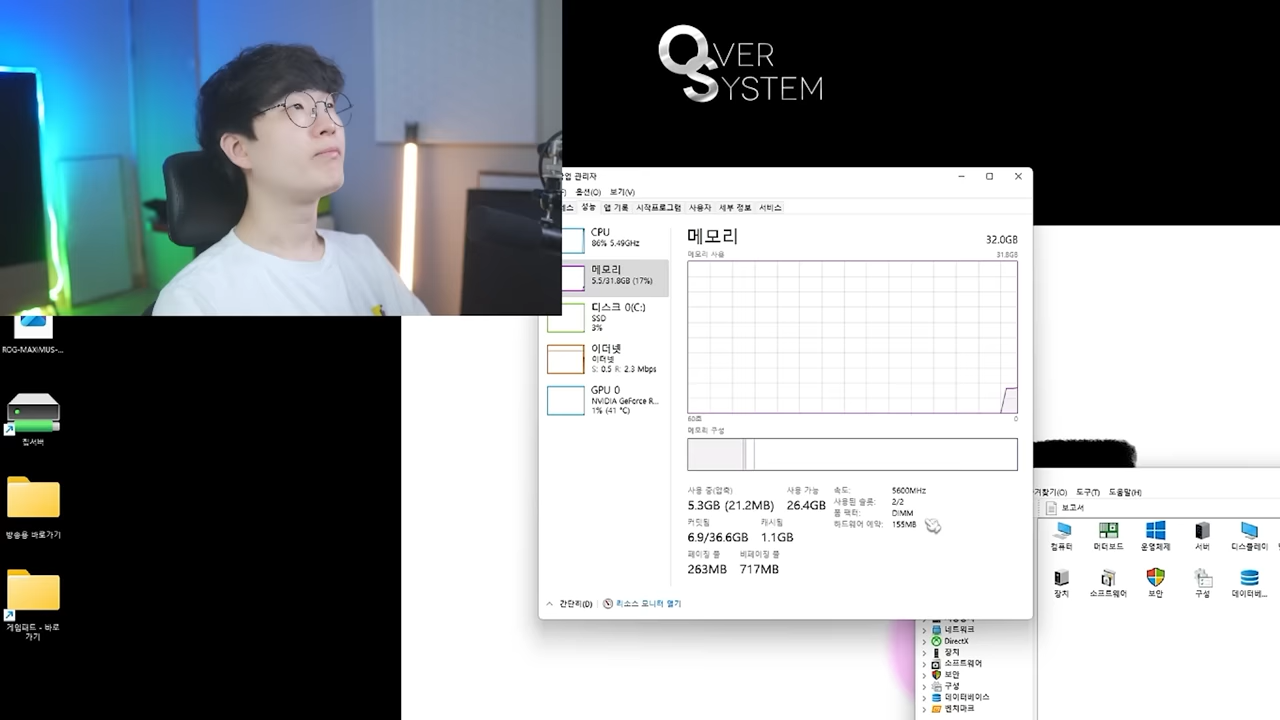 OVER
SYSTEM
업 관리자
옵션(O) 보기(V)
성능 앱 기록 시작프로그램 사용자 세부 정보 서비스
CPU
86% 5.49GHz
메모리
5.5/31.8GB (17%)
디스크 0(C:)
SSD
3%
이더넷
이더넷
S: 0.5 R: 2.3 Mbps
GPU 0
NVIDIA GeForce R...
1% (41 °C)
메모리
32.0GB
메모리 사용
31.8GB
60초
0
메모리 구성
사용 중(압축)
5.3GB (21.2MB)
사용 가능
26.4GB
커밋됨
6.9/36.6GB
캐시됨
1.1GB
페이징 풀
263MB
비페이징 풀
717MB
속도: 5600MHz
사용된 슬롯: 2/2
폼 팩터: DIMM
하드웨어 예약: 155MB
간단히(D)
리소스 모니터 열기
ROG-MAXIMUS-...
방송용 바로가기
게임패드 - 바로
가기
도구(T) 도움말(H)
보고서
컴퓨터 마더보드 운영체제 서버 디스플레이
장치 소프트웨어 보안 구성 데이터베...
네트워크
DirectX
장치
소프트웨어
보안
구성
데이터베이스
벤치마크